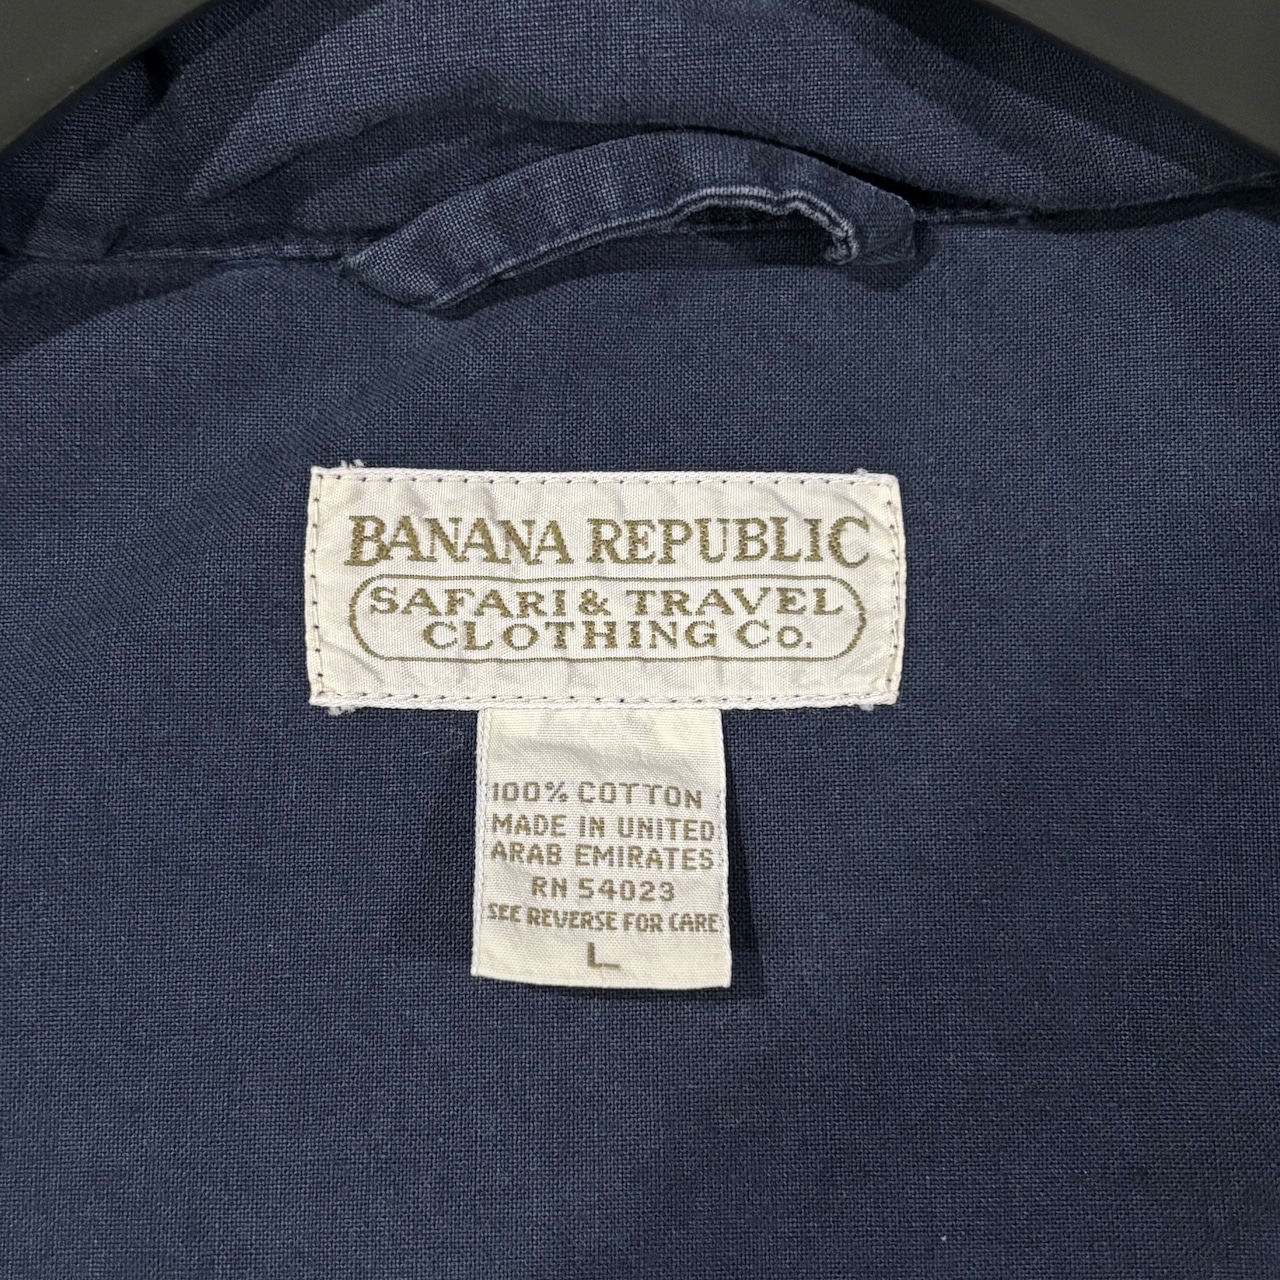 BANANA REPUBLIC
SAFARI & TRAVEL
CLOTHING Co.
100% COTTON
MADE IN UNITED
ARAB EMIRATES
RN 54023
SEE REVERSE FOR CARE
L